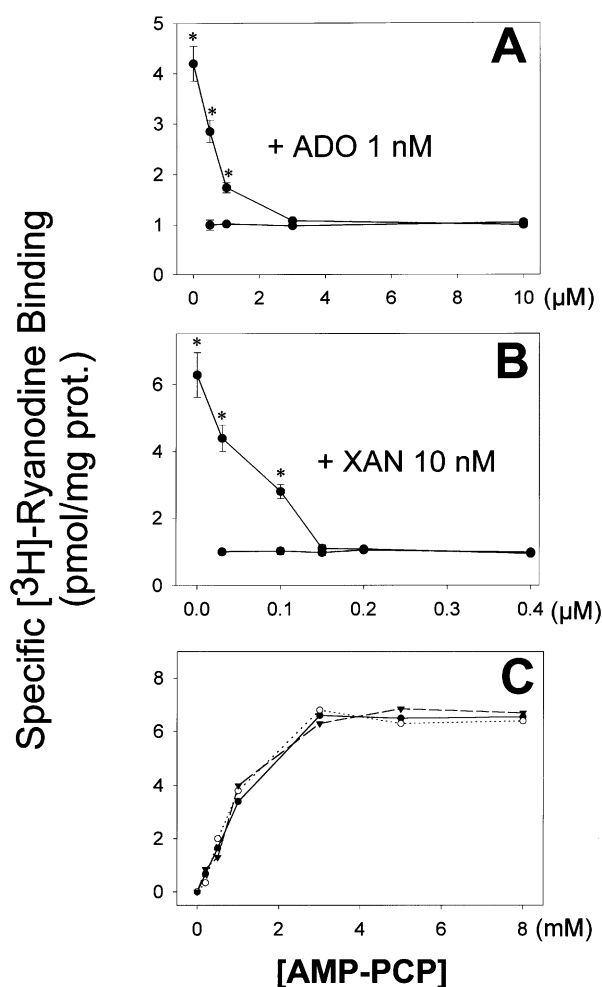 Specific [3H]-Ryanodine Binding
(pmol/mg prot.)
A
5
4
3
2
1
0
*
*
*
+ ADO 1 nM
0 2 4 6 8 10 (µM)
B
6
4
2
0
*
*
*
+ XAN 10 nM
0.0 0.1 0.2 0.3 0.4 (µM)
C
8
6
4
2
0
0 2 4 6 8 (mM)
[AMP-PCP]